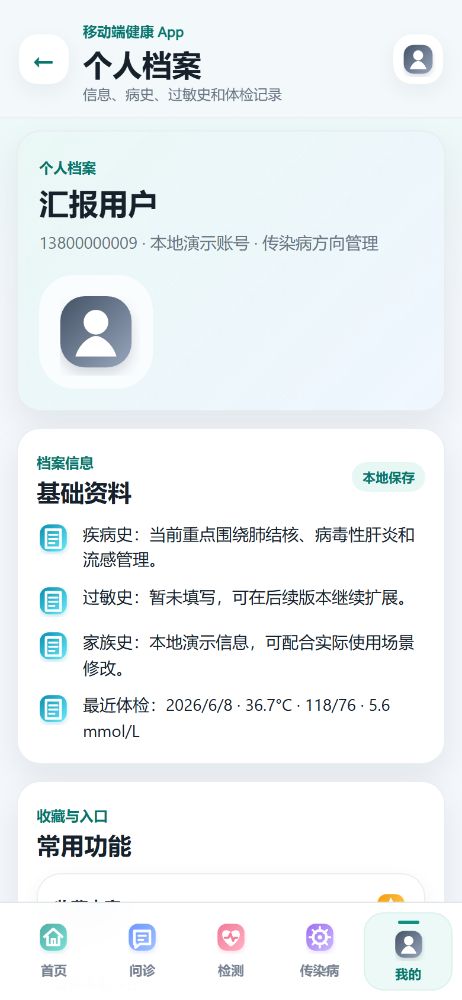 移动端健康 App
个人档案
信息、病史、过敏史和体检记录
个人档案
汇报用户
13800000009 · 本地演示账号 · 传染病方向管理
档案信息
基础资料
本地保存
疾病史：当前重点围绕肺结核、病毒性肝炎和
流感管理。
过敏史：暂未填写，可在后续版本继续扩展。
家族史：本地演示信息，可配合实际使用场景
修改。
最近体检：2026/6/8 · 36.7°C · 118/76 · 5.6
mmol/L
收藏与入口
常用功能
首页
问诊
检测
传染病
我的